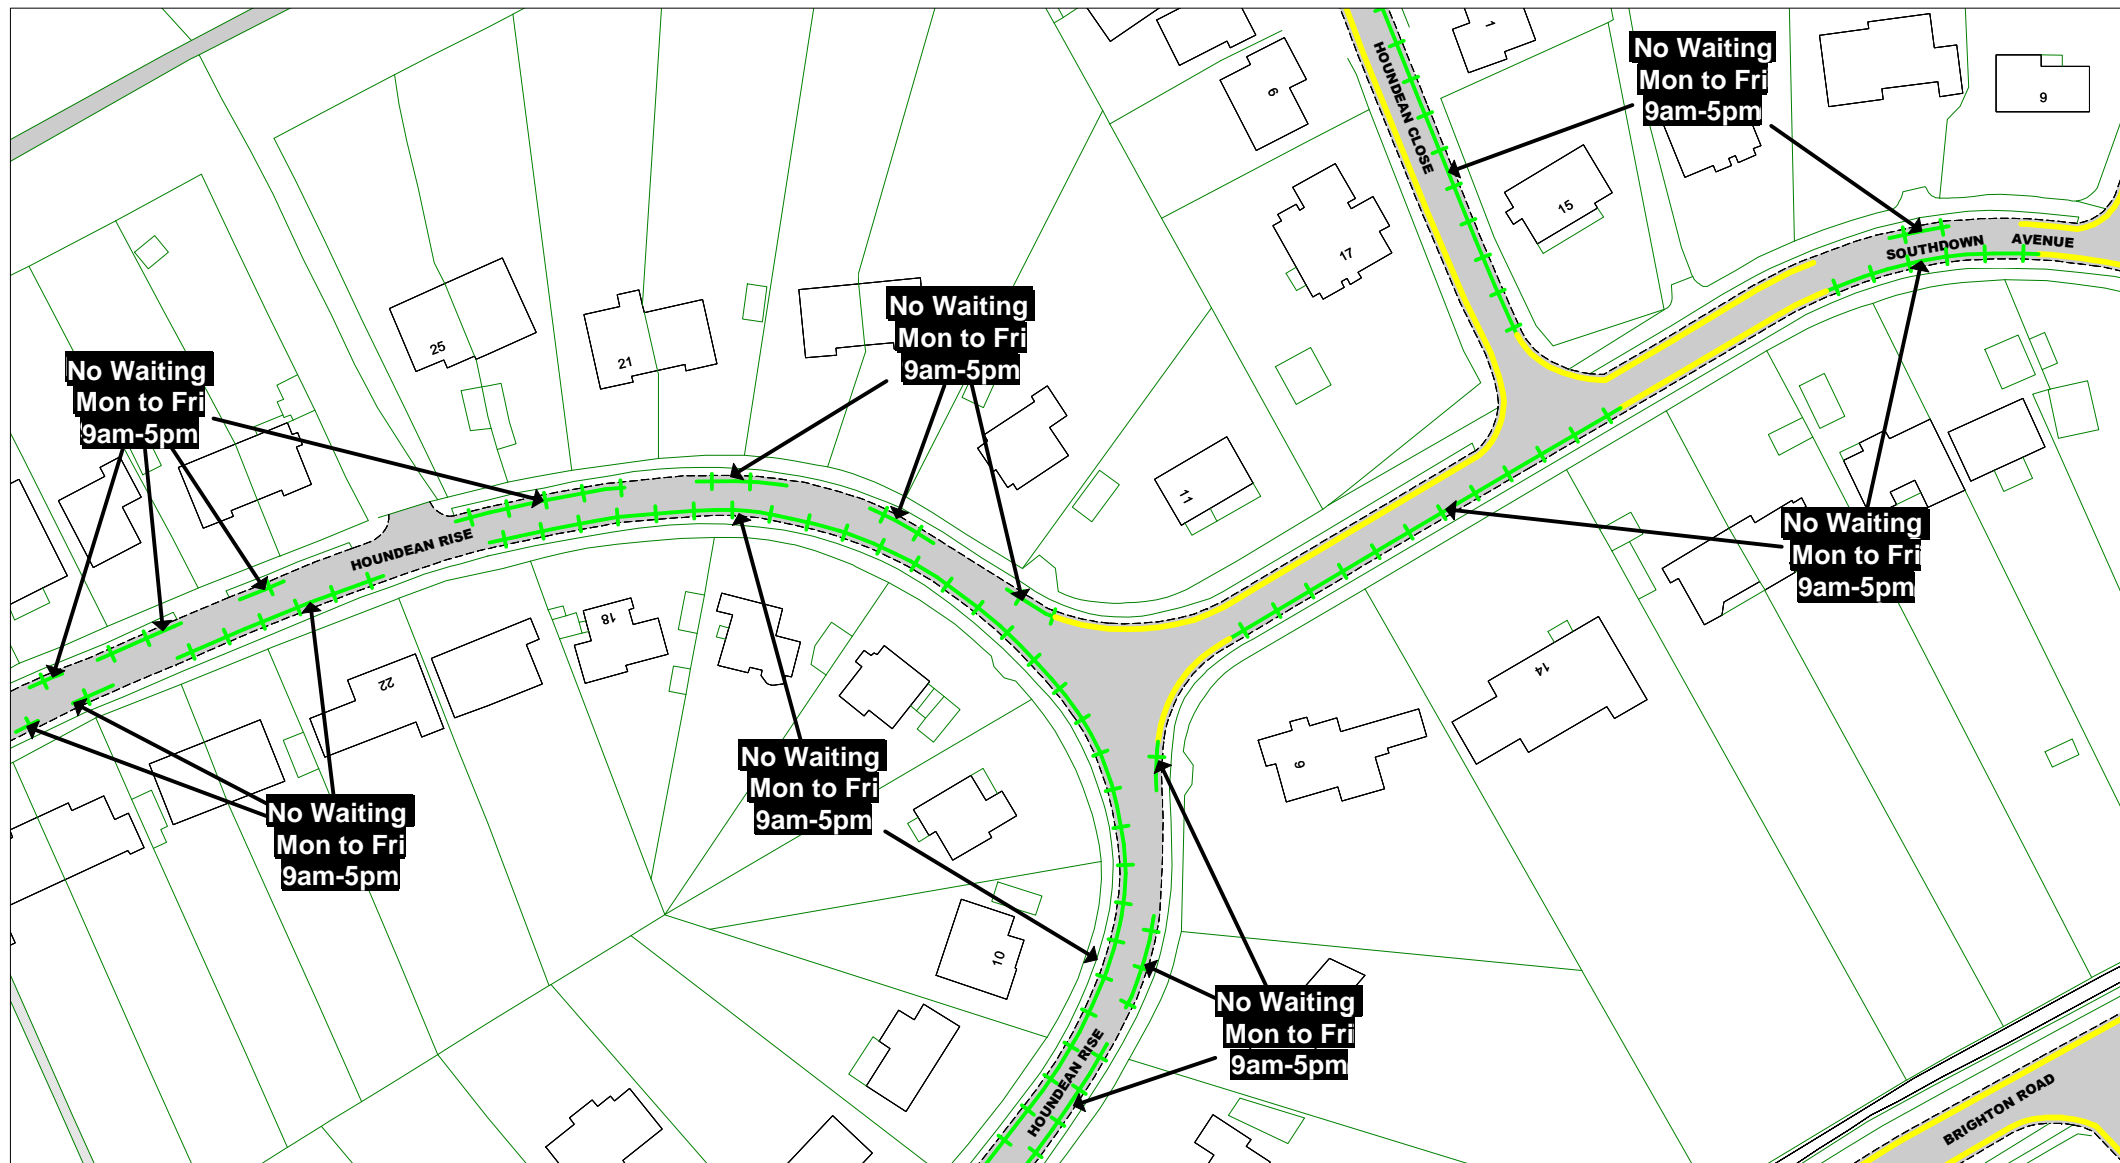 HOUNDEAN CLOSE
1
No Waiting
Mon to Fri
9am-5pm
9
6
15
17
SOUTHDOWN AVENUE
No Waiting
Mon to Fri
9am-5pm
25
21
No Waiting
Mon to Fri
9am-5pm
11
HOUNDEAN RISE
No Waiting
Mon to Fri
9am-5pm
18
22
14
9
No Waiting
Mon to Fri
9am-5pm
No Waiting
Mon to Fri
9am-5pm
10
No Waiting
Mon to Fri
9am-5pm
HOUNDEAN RISE
BRIGHTON ROAD